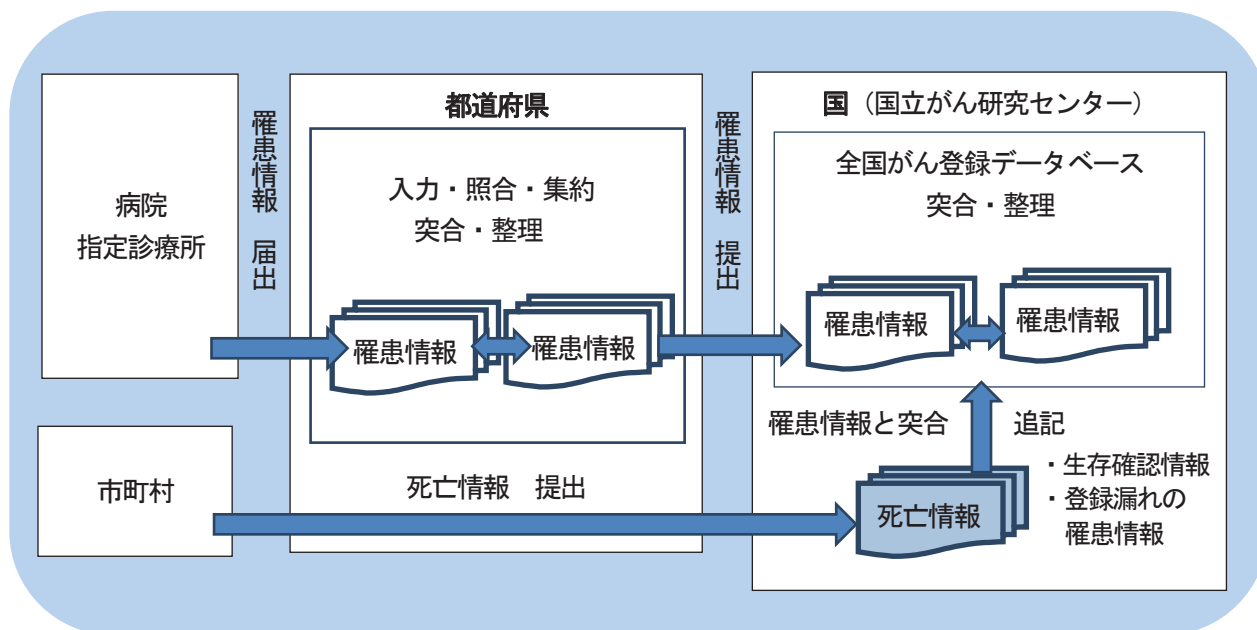 病院
指定診療所
罹患情報 届出
都道府県
入力・照合・集約
突合・整理
罹患情報
罹患情報
罹患情報 提出
国（国立がん研究センター）
全国がん登録データベース
突合・整理
罹患情報
罹患情報
罹患情報と突合
追記
・生存確認情報
・登録漏れの
罹患情報
市町村
死亡情報 提出
死亡情報